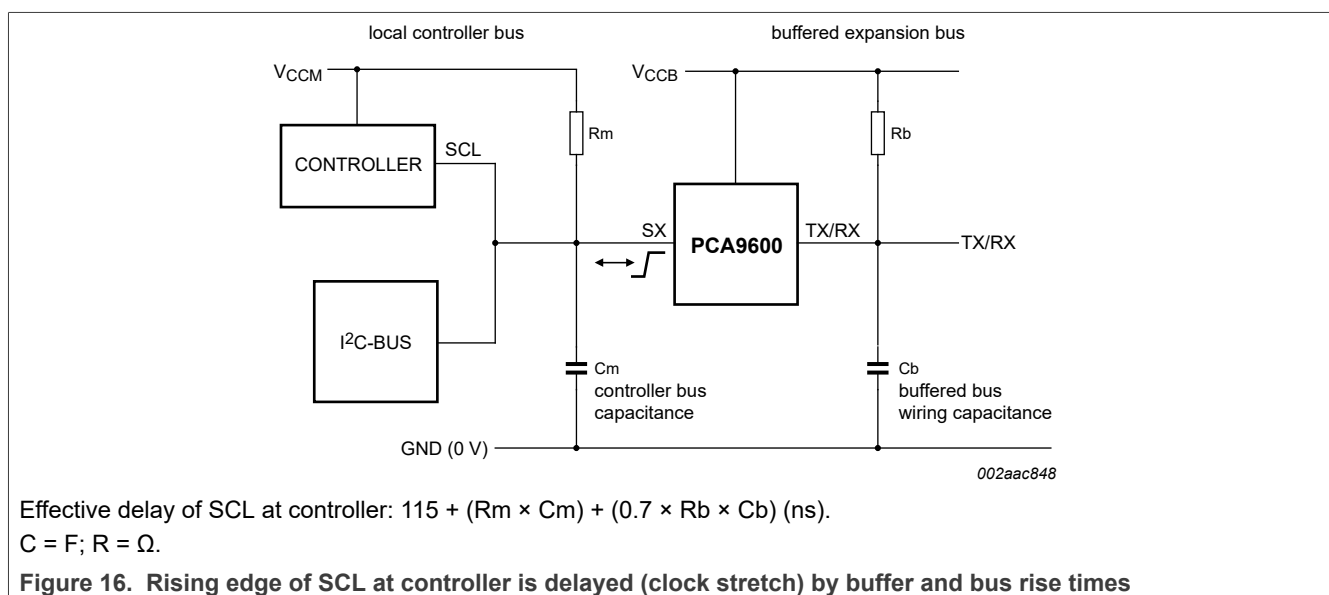 local controller bus
buffered expansion bus
VCCM
VCCB
Rm
Rb
CONTROLLER
SCL
SX
PCA9600
TX/RX
TX/RX
I2C-BUS
Cm
controller bus
capacitance
Cb
buffered bus
wiring capacitance
GND (0 V)
002aac848
Effective delay of SCL at controller: 115 + (Rm × Cm) + (0.7 × Rb × Cb) (ns).
C = F; R = Ω.
Figure 16. Rising edge of SCL at controller is delayed (clock stretch) by buffer and bus rise times